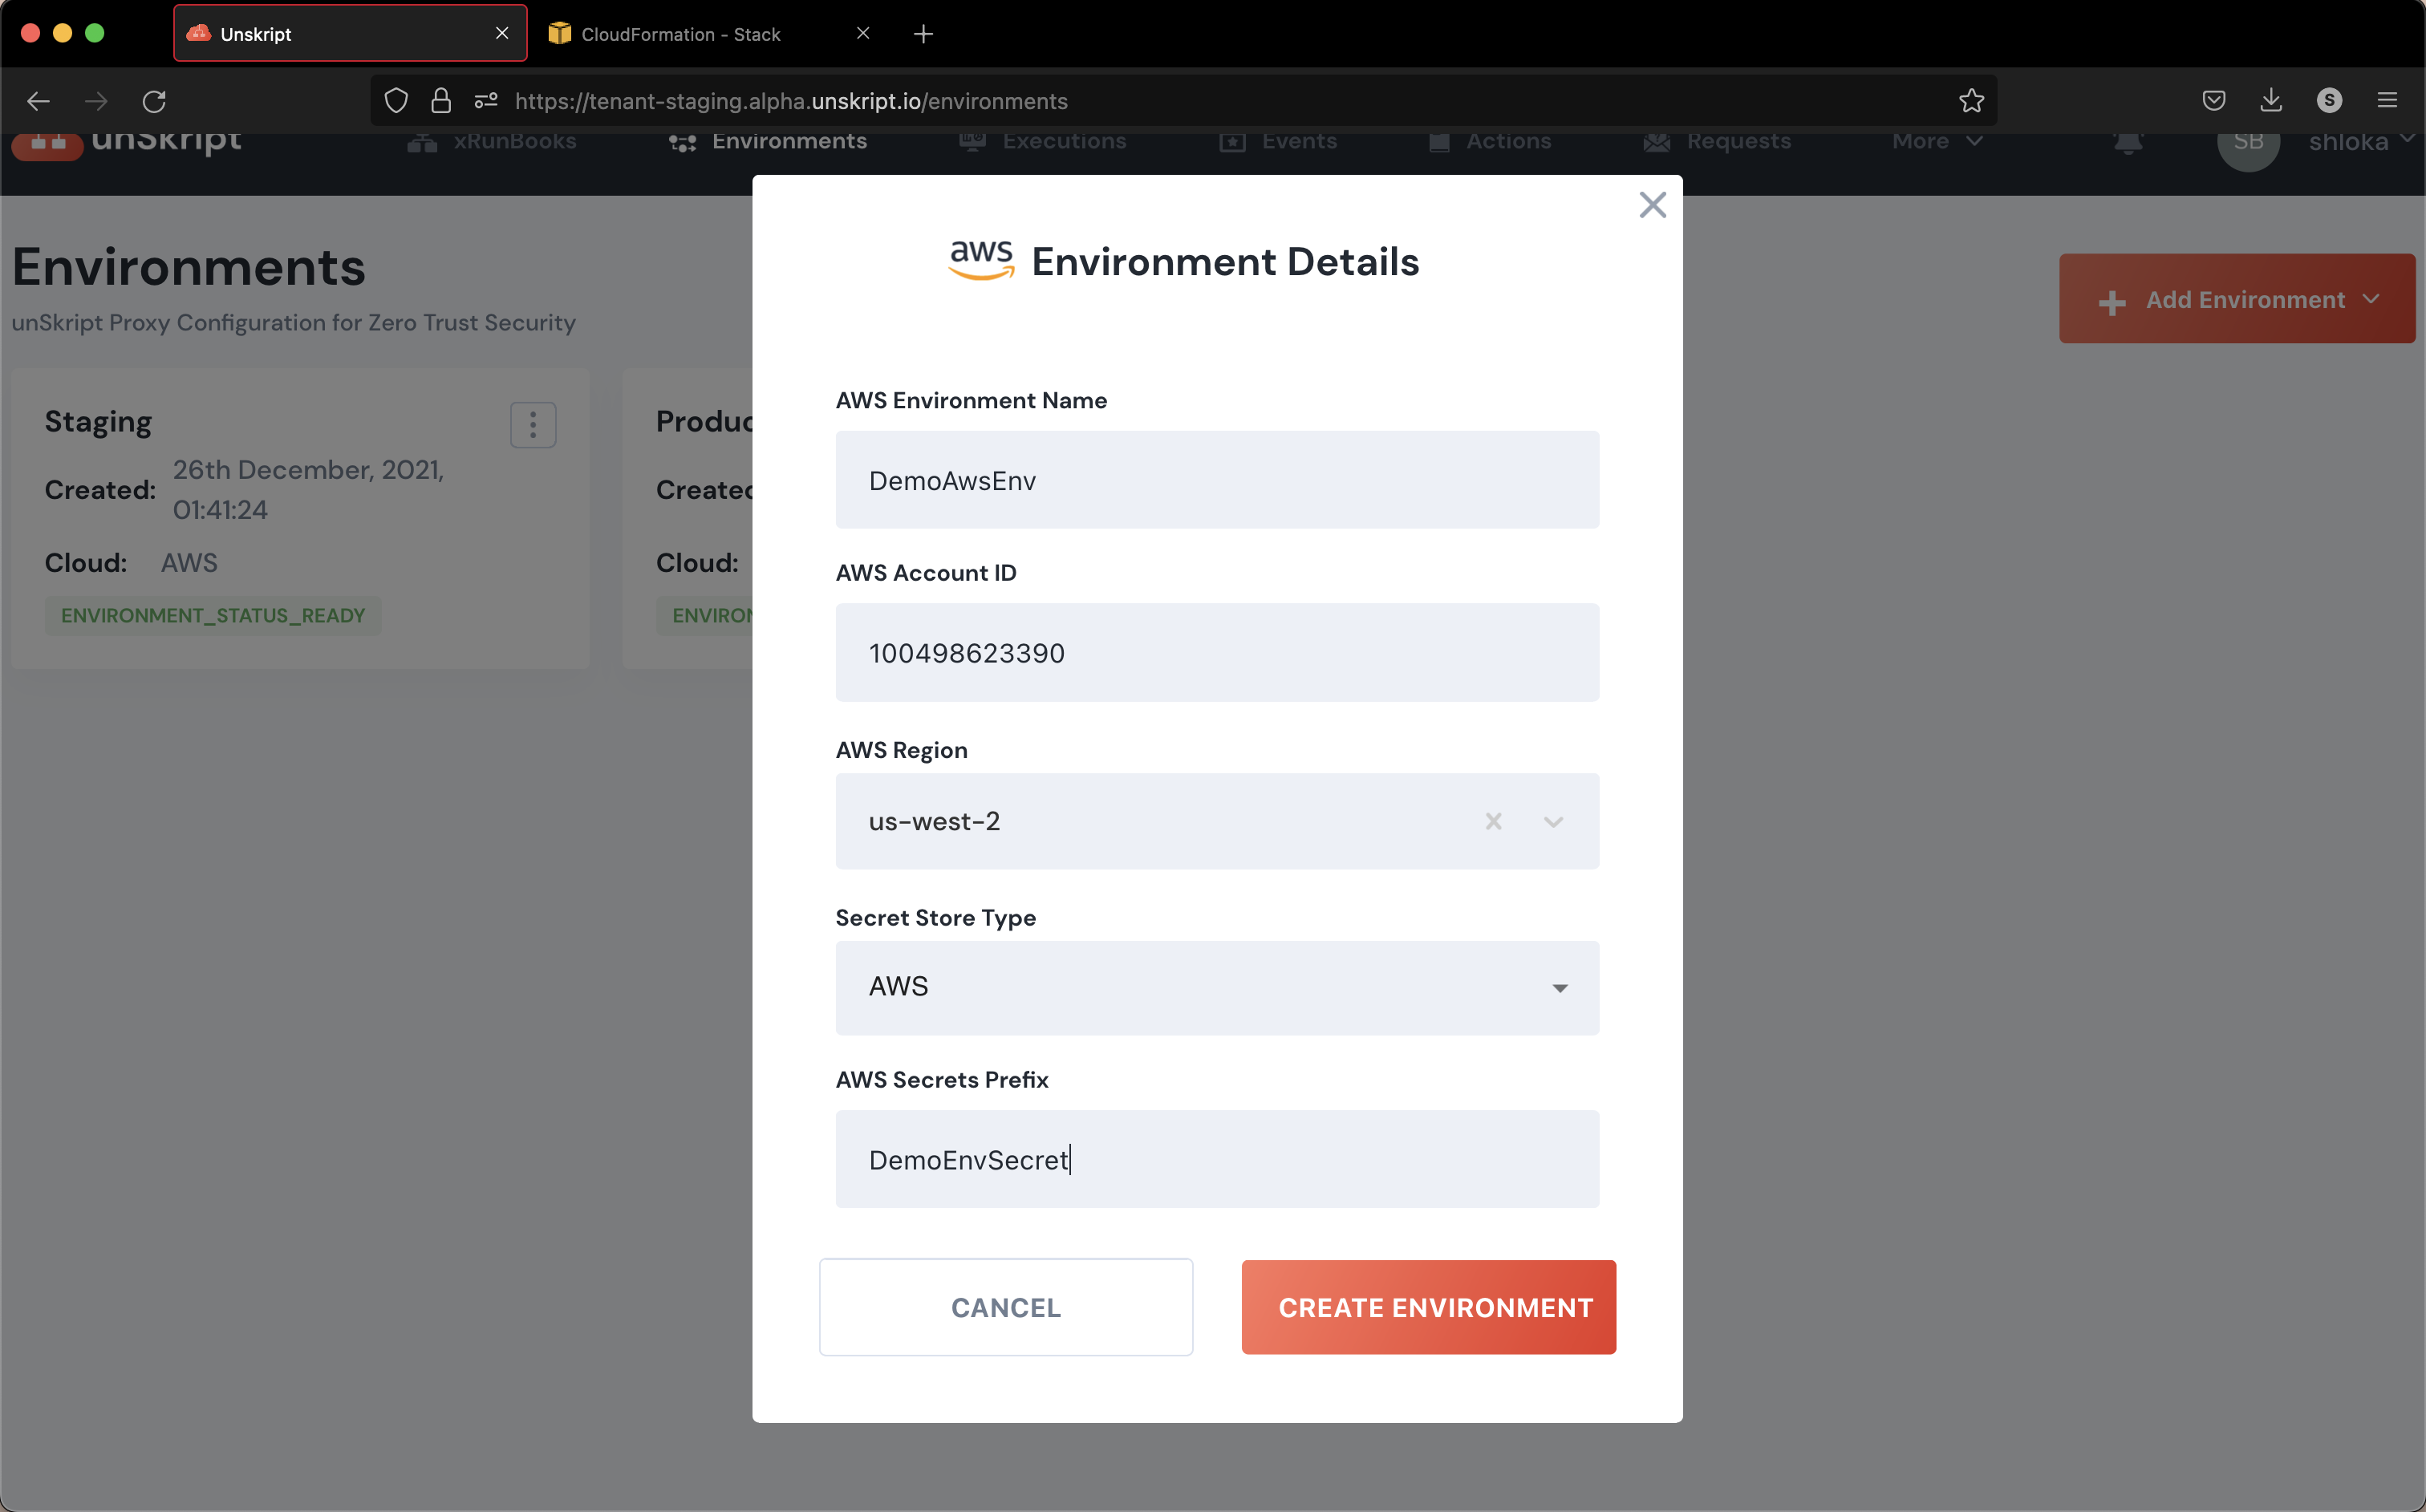 Unskript
CloudFormation - Stack
https://tenant-staging.alpha.unskript.io/environments
S
unSkript
xRunBooks
Environments
Executions
Events
Actions
Requests
More
SB
shloka
Environments
unSkript Proxy Configuration for Zero Trust Security
Add Environment
Staging
Created: 26th December, 2021,
01:41:24
Cloud: AWS
ENVIRONMENT_STATUS_READY
Produc
Created
Cloud:
ENVIRON
aws Environment Details
AWS Environment Name
DemoAwsEnv
AWS Account ID
100498623390
AWS Region
us-west-2
Secret Store Type
AWS
AWS Secrets Prefix
DemoEnvSecret
CANCEL
CREATE ENVIRONMENT